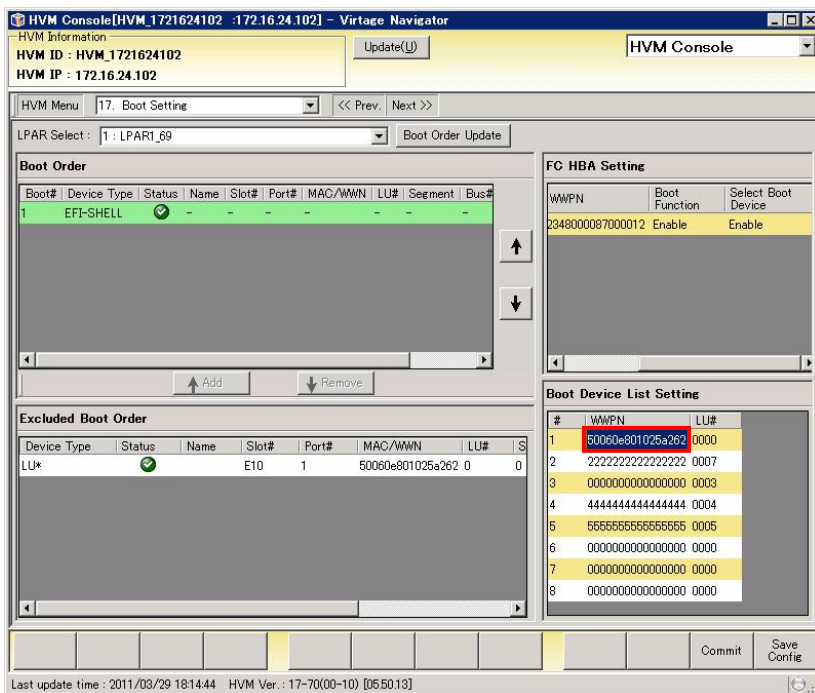 HVM Console[HVM_1721624102 :172.16.24.102] - Virtage Navigator
HVM Information
HVM ID : HVM_1721624102
HVM IP : 172.16.24.102
Update(U)
HVM Console
HVM Menu 17. Boot Setting << Prev. Next >>
LPAR Select : 1 : LPAR1_69 Boot Order Update
Boot Order
Boot# Device Type Status Name Slot# Port# MAC/WWN LU# Segment Bus#
1 EFI-SHELL - - - - - - -
Add Remove
Excluded Boot Order
Device Type Status Name Slot# Port# MAC/WWN LU# S
LU* E10 1 50060e801025a262 0 0
FC HBA Setting
WWPN Boot Function Select Boot Device
2348000087000012 Enable Enable
Boot Device List Setting
# WWPN LU#
1 50060e801025a262 0000
2 2222222222222222 0007
3 0000000000000000 0003
4 4444444444444444 0004
5 5555555555555555 0005
6 0000000000000000 0000
7 0000000000000000 0000
8 0000000000000000 0000
Commit Save Config
Last update time : 2011/03/29 18:14:44 HVM Ver. : 17-70(00-10) [05.50.13]